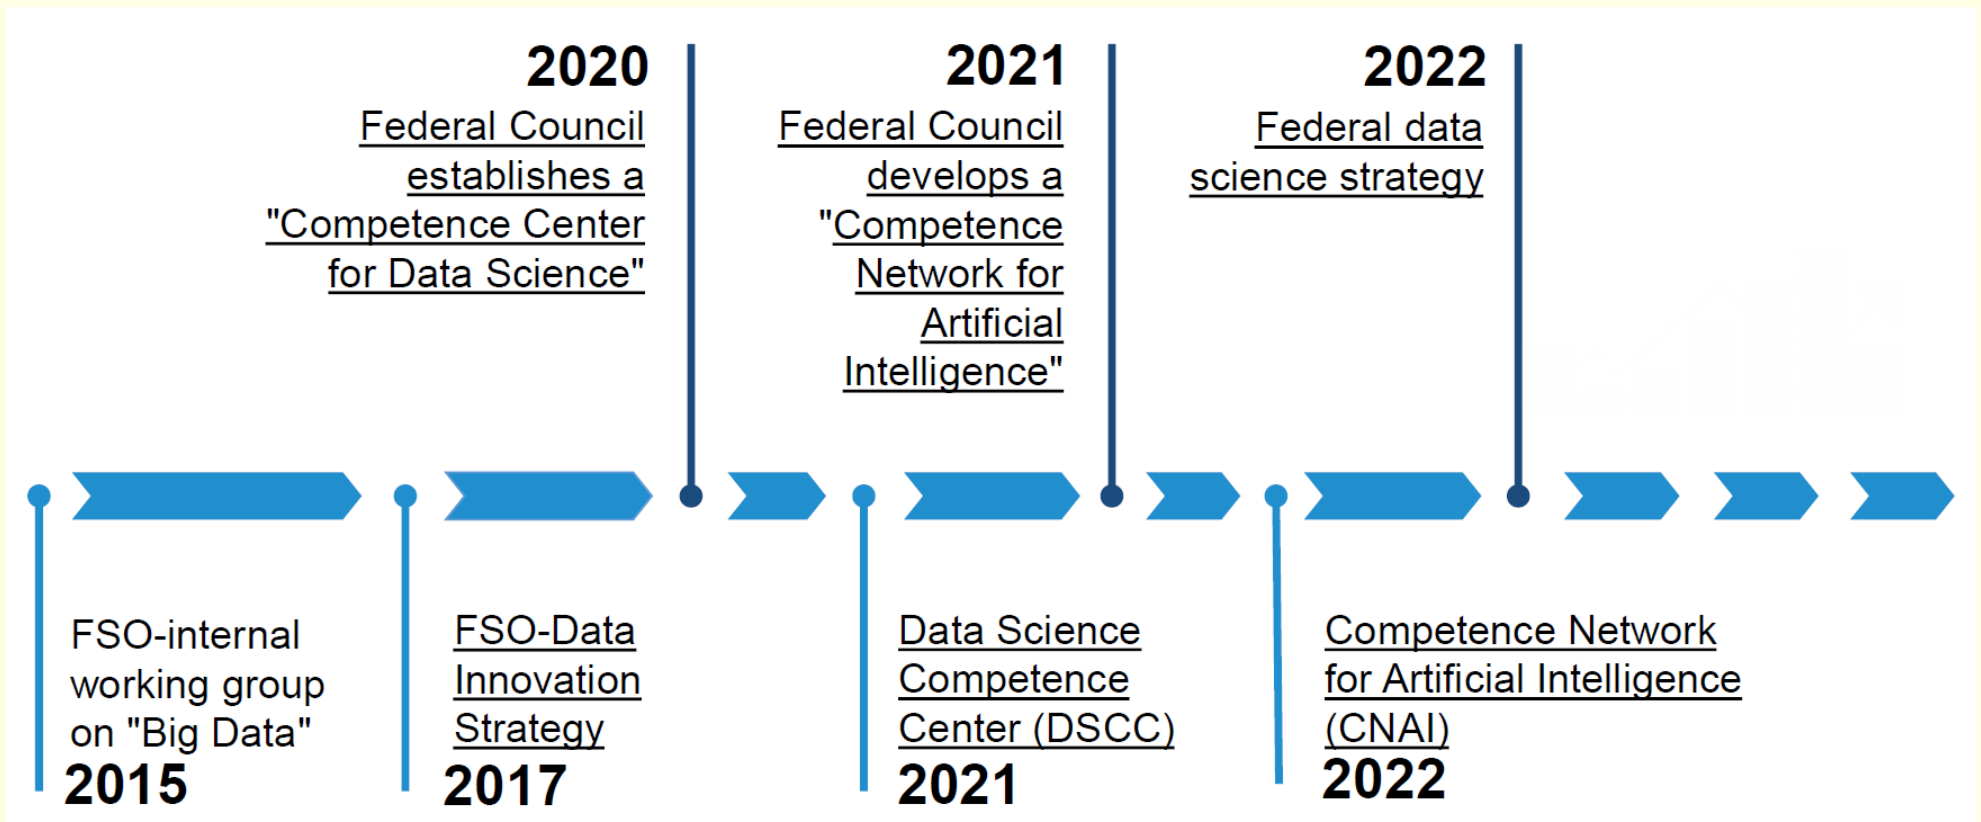 2020
Federal Council
establishes a
"Competence Center
for Data Science"
2021
Federal Council
develops a
"Competence
Network for
Artificial
Intelligence"
2022
Federal data
science strategy
FSO-internal
working group
on "Big Data"
2015
FSO-Data
Innovation
Strategy
2017
Data Science
Competence
Center (DSCC)
2021
Competence Network
for Artificial Intelligence
(CNAI)
2022